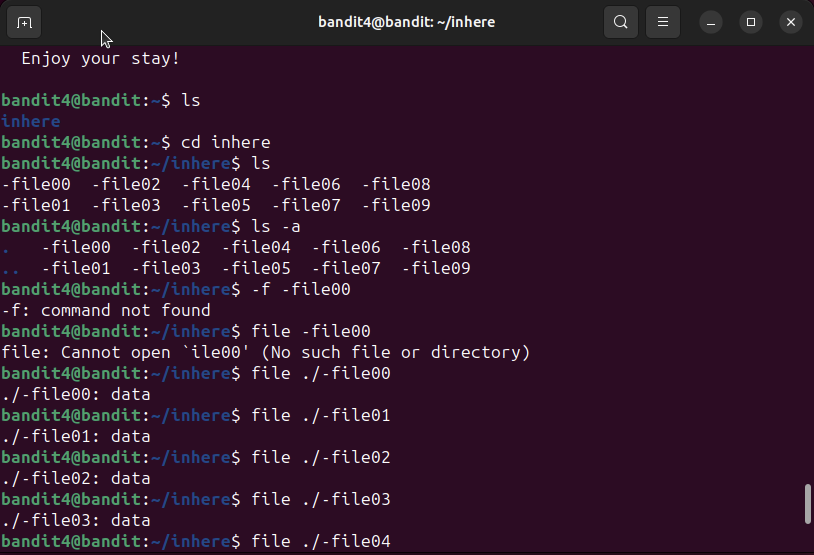 bandit4@bandit: ~/inhere
Enjoy your stay!
bandit4@bandit:~$ ls
inhere
bandit4@bandit:~$ cd inhere
bandit4@bandit:~/inhere$ ls
-file00  -file02  -file04  -file06  -file08
-file01  -file03  -file05  -file07  -file09
bandit4@bandit:~/inhere$ ls -a
.   -file00  -file02  -file04  -file06  -file08
..  -file01  -file03  -file05  -file07  -file09
bandit4@bandit:~/inhere$ -f -file00
-f: command not found
bandit4@bandit:~/inhere$ file -file00
file: Cannot open `ile00' (No such file or directory)
bandit4@bandit:~/inhere$ file ./-file00
./-file00: data
bandit4@bandit:~/inhere$ file ./-file01
./-file01: data
bandit4@bandit:~/inhere$ file ./-file02
./-file02: data
bandit4@bandit:~/inhere$ file ./-file03
./-file03: data
bandit4@bandit:~/inhere$ file ./-file04